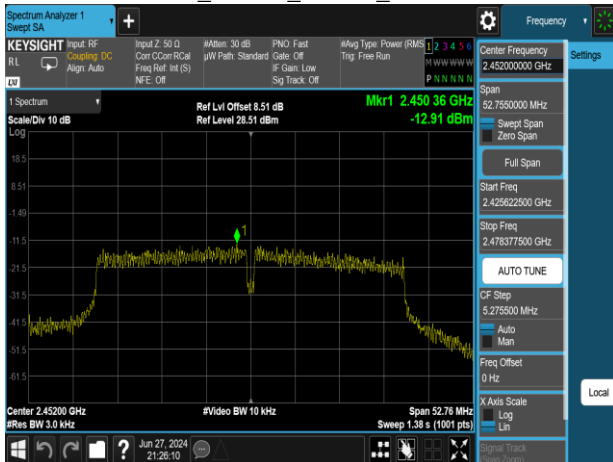 Spectrum Analyzer 1
Swept SA
Frequency
KEYSIGHT
RL
Input: RF
Coupling: DC
Align: Auto
Input Z: 50 Ω
Corr CCorr RCal
Freq Ref: Int (S)
NFE: Off
#Atten: 30 dB
µW Path: Standard
PNO: Fast
Gate: Off
IF Gain: Low
Sig Track: Off
#Avg Type: Power (RMS
Trig: Free Run
1 2 3 4 5 6
M WW WW W
P N N N N N
LXI
1 Spectrum
Scale/Div 10 dB
Ref Lvl Offset 8.51 dB
Ref Level 28.51 dBm
Mkr1 2.450 36 GHz
-12.91 dBm
Log
18.5
8.51
-1.49
-11.5
-21.5
-31.5
-41.5
-51.5
-61.5
1
Center 2.45200 GHz
#Res BW 3.0 kHz
#Video BW 10 kHz
Span 52.76 MHz
Sweep 1.38 s (1001 pts)
Jun 27, 2024
21:26:10
?
Center Frequency
2.452000000 GHz
Settings
Span
52.7550000 MHz
Swept Span
Zero Span
Full Span
Start Freq
2.425622500 GHz
Stop Freq
2.478377500 GHz
AUTO TUNE
CF Step
5.275500 MHz
Auto
Man
Freq Offset
0 Hz
X Axis Scale
Log
Lin
Local
Signal Track
(Span Zoom)